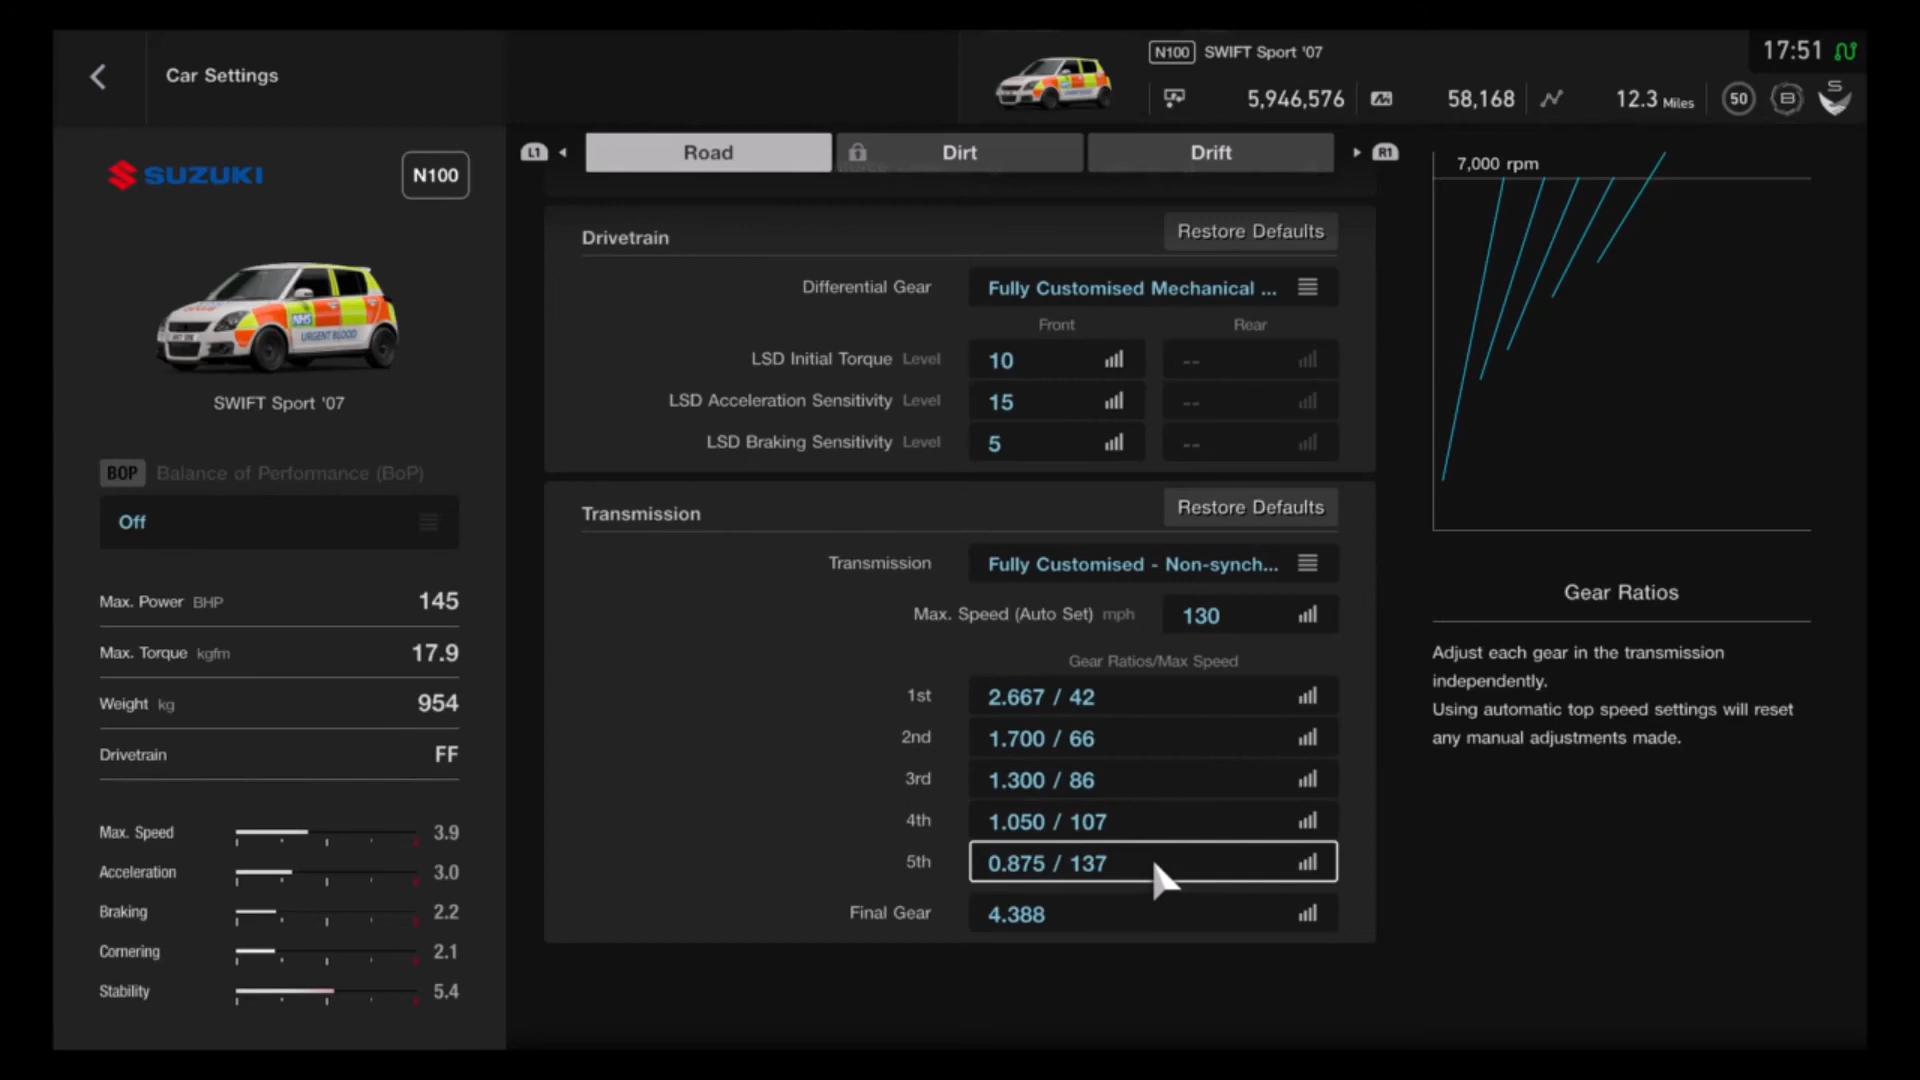 Car Settings
N100 SWIFT Sport '07
17:51
5,946,576
58,168
12.3 Miles
50
B
S
SUZUKI
N100
NHS
URGENT BLOOD
SWIFT Sport '07
BOP Balance of Performance (BoP)
Off
Max. Power BHP 145
Max. Torque kgfm 17.9
Weight kg 954
Drivetrain FF
Max. Speed 3.9
Acceleration 3.0
Braking 2.2
Cornering 2.1
Stability 5.4
L1 Road Dirt Drift R1
Drivetrain Restore Defaults
Differential Gear Fully Customised Mechanical ...
Front Rear
LSD Initial Torque Level 10 --
LSD Acceleration Sensitivity Level 15 --
LSD Braking Sensitivity Level 5 --
Transmission Restore Defaults
Transmission Fully Customised - Non-synch...
Max. Speed (Auto Set) mph 130
Gear Ratios/Max Speed
1st 2.667 / 42
2nd 1.700 / 66
3rd 1.300 / 86
4th 1.050 / 107
5th 0.875 / 137
Final Gear 4.388
7,000 rpm
Gear Ratios
Adjust each gear in the transmission
independently.
Using automatic top speed settings will reset
any manual adjustments made.